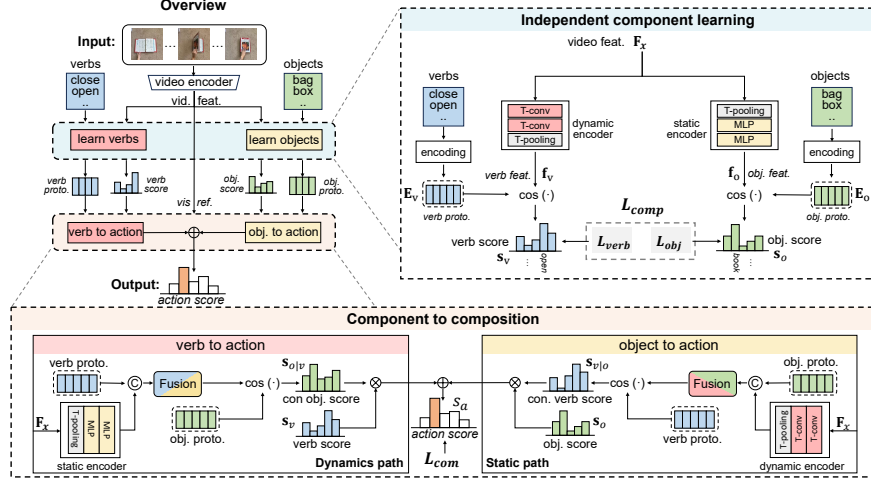 Overview
Input:
verbs
close
open
..
video encoder
objects
bag
box
..
vid. feat.
learn verbs
learn objects
verb
proto.
verb
score
obj.
score
obj.
proto.
vis ref.
verb to action
obj. to action
Output:
action score
Independent component learning
video feat. F_x
verbs
close
open
..
T-conv
T-conv
T-pooling
dynamic
encoder
static
encoder
T-pooling
MLP
MLP
objects
bag
box
..
encoding
encoding
verb feat.
f_v
f_o
obj. feat.
E_v
verb proto.
cos (·)
cos (·)
E_o
obj. proto.
L_comp
L_verb
L_obj
verb score
s_v
... open ...
obj. score
s_o
... book ...
Component to composition
verb to action
verb proto.
C
Fusion
cos (·)
s_o|v
con obj. score
F_x
T-pooling
MLP
MLP
static encoder
obj. proto.
s_v
verb score
Dynamics path
S_a
action score
L_com
object to action
s_v|o
con. verb score
cos (·)
Fusion
C
obj. proto.
s_o
obj. score
verb proto.
T-pooling
T-conv
T-conv
F_x
dynamic encoder
Static path